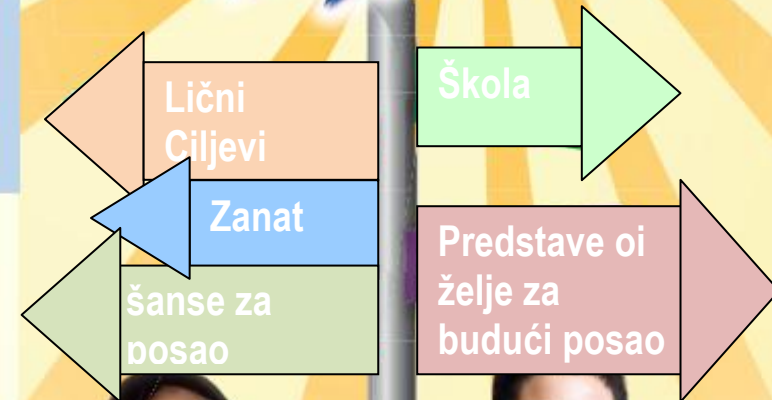 Lični
Ciljevi
Škola
Zanat
šanse za
posao
Predstave oi
želje za
budući posao